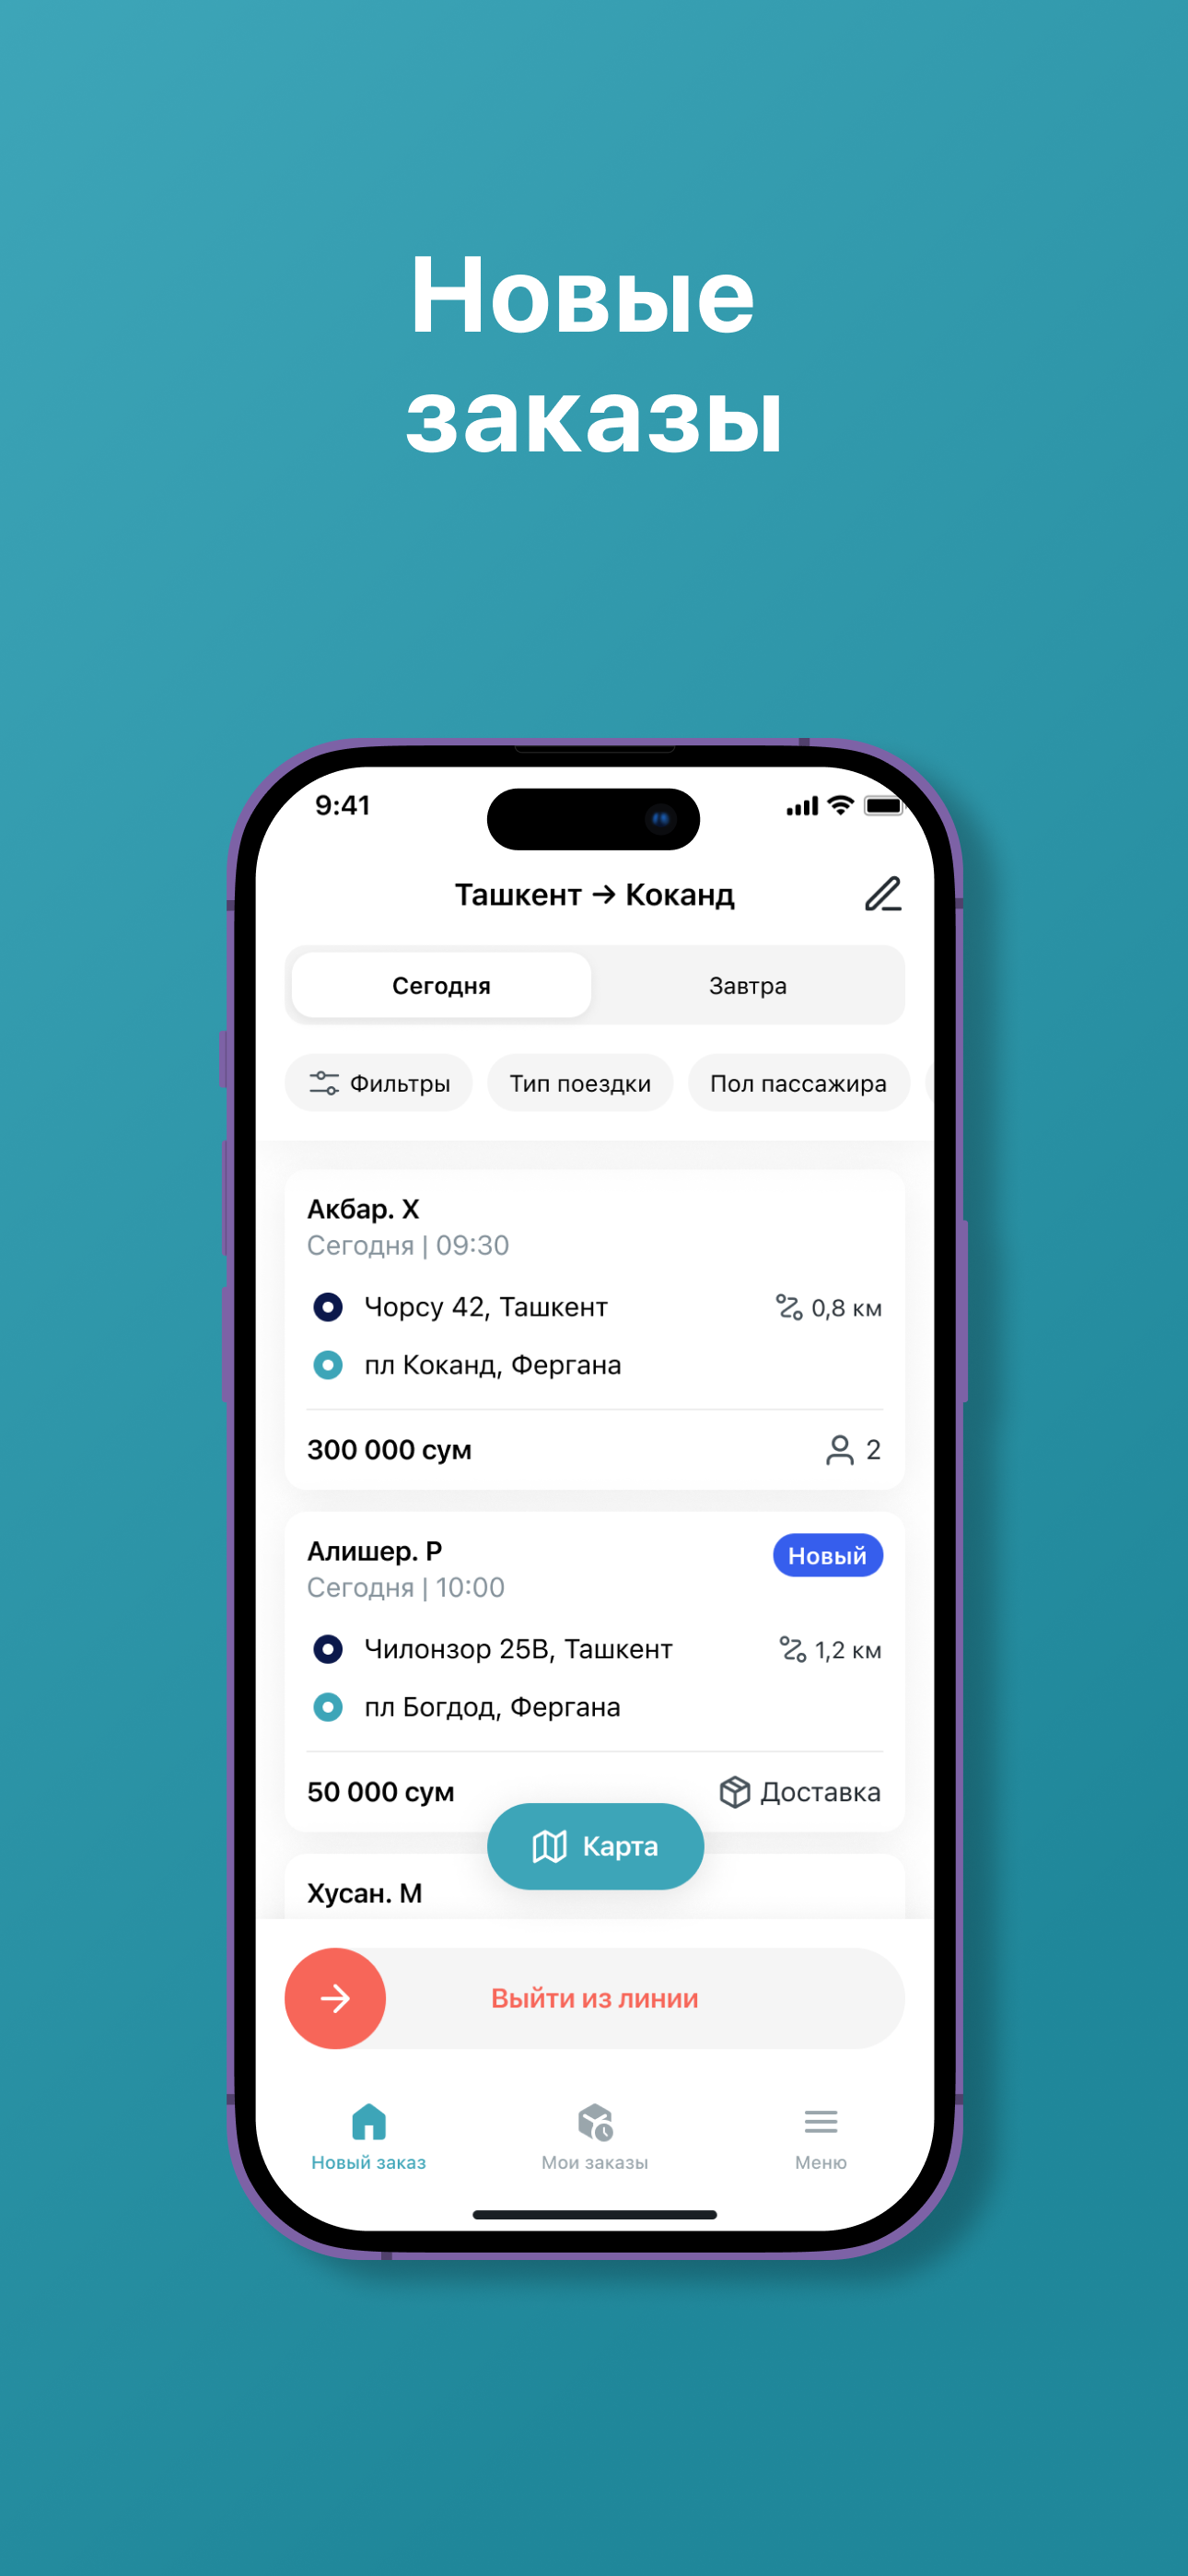 Новые
заказы
9:41
Ташкент → Коканд
Сегодня
Завтра
Фильтры
Тип поездки
Пол пассажира
Акбар. Х
Сегодня | 09:30
Чорсу 42, Ташкент
0,8 км
пл Коканд, Фергана
300 000 сум
2
Алишер. Р
Новый
Сегодня | 10:00
Чилонзор 25В, Ташкент
1,2 км
пл Богдод, Фергана
50 000 сум
Доставка
Карта
Хусан. М
Выйти из линии
Новый заказ
Мои заказы
Меню